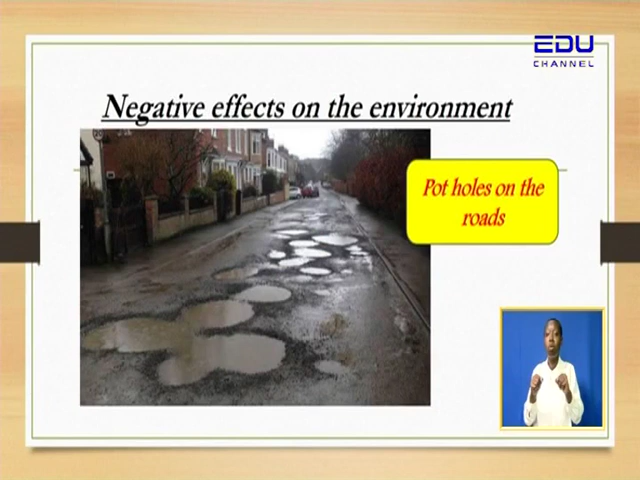 EDU
CHANNEL
Negative effects on the environment
Pot holes on the
roads